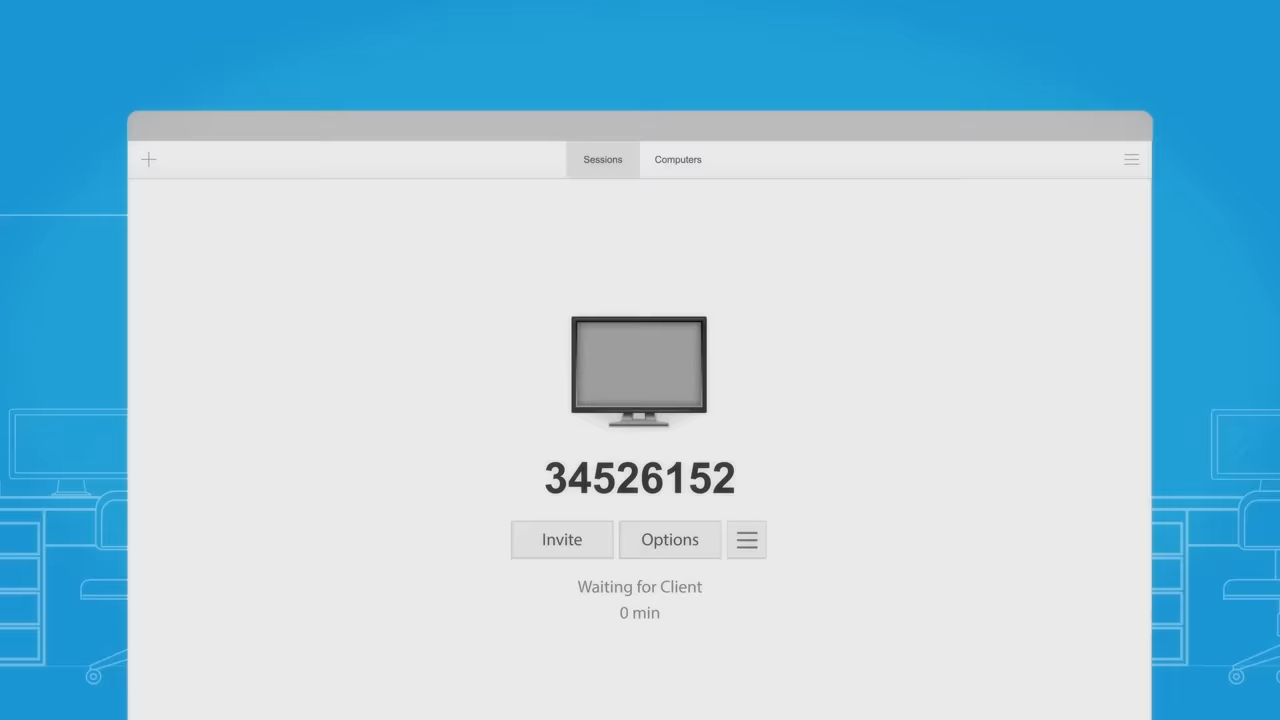 Sessions Computers
34526152
Invite Options
Waiting for Client
0 min